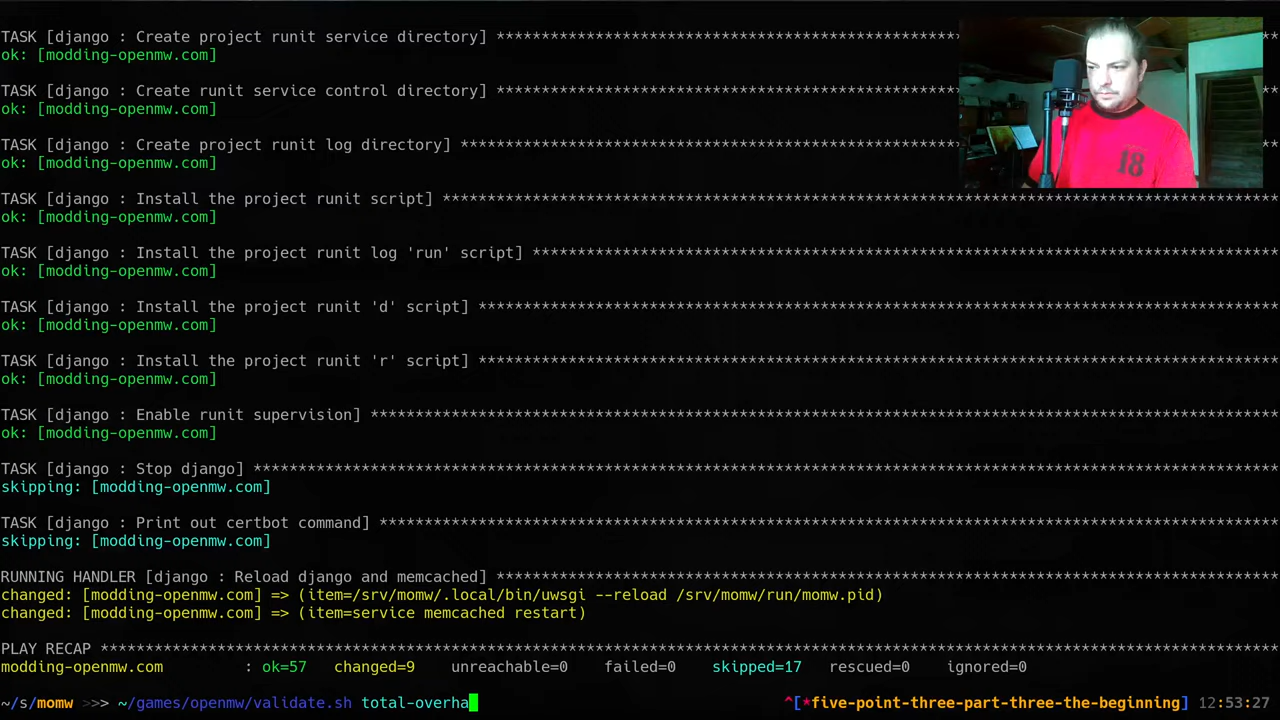 TASK [django : Create project runit service directory] ***************************************************
ok: [modding-openmw.com]
TASK [django : Create runit service control directory] ***************************************************
ok: [modding-openmw.com]
TASK [django : Create project runit log directory] *******************************************************
ok: [modding-openmw.com]
TASK [django : Install the project runit script] *********************************************************************************************
ok: [modding-openmw.com]
TASK [django : Install the project runit log 'run' script] ***********************************************************************************
ok: [modding-openmw.com]
TASK [django : Install the project runit 'd' script] *****************************************************************************************
ok: [modding-openmw.com]
TASK [django : Install the project runit 'r' script] *****************************************************************************************
ok: [modding-openmw.com]
TASK [django : Enable runit supervision] *****************************************************************************************************
ok: [modding-openmw.com]
TASK [django : Stop django] ******************************************************************************************************************
skipping: [modding-openmw.com]
TASK [django : Print out certbot command] ****************************************************************************************************
skipping: [modding-openmw.com]
RUNNING HANDLER [django : Reload django and memcached] ***************************************************************************************
changed: [modding-openmw.com] => (item=/srv/momw/.local/bin/uwsgi --reload /srv/momw/run/momw.pid)
changed: [modding-openmw.com] => (item=service memcached restart)
PLAY RECAP ***********************************************************************************************************************************
modding-openmw.com : ok=57 changed=9 unreachable=0 failed=0 skipped=17 rescued=0 ignored=0
~/s/momw >>> ~/games/openmw/validate.sh total-overha ^[*five-point-three-part-three-the-beginning] 12:53:27
18